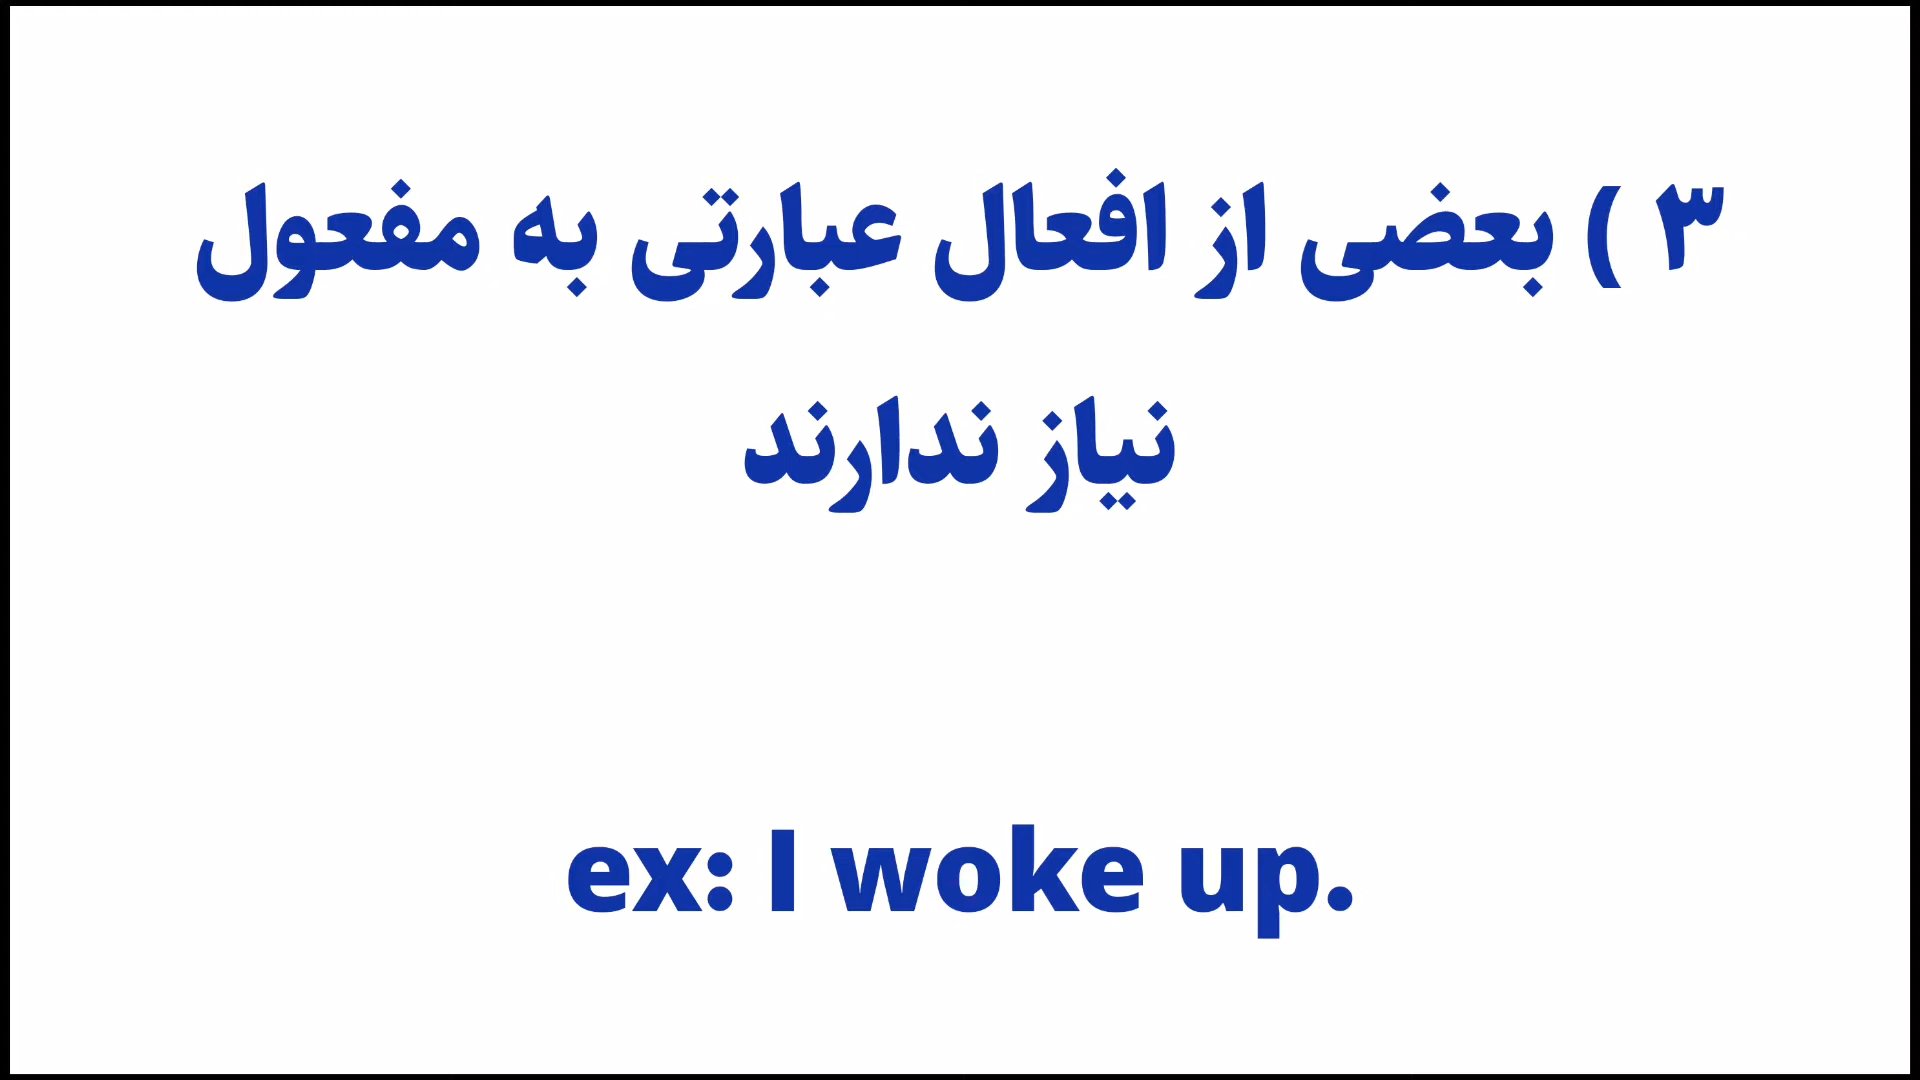 ۳ ) بعضی از افعال عبارتی به مفعول
نیاز ندارند
ex: I woke up.